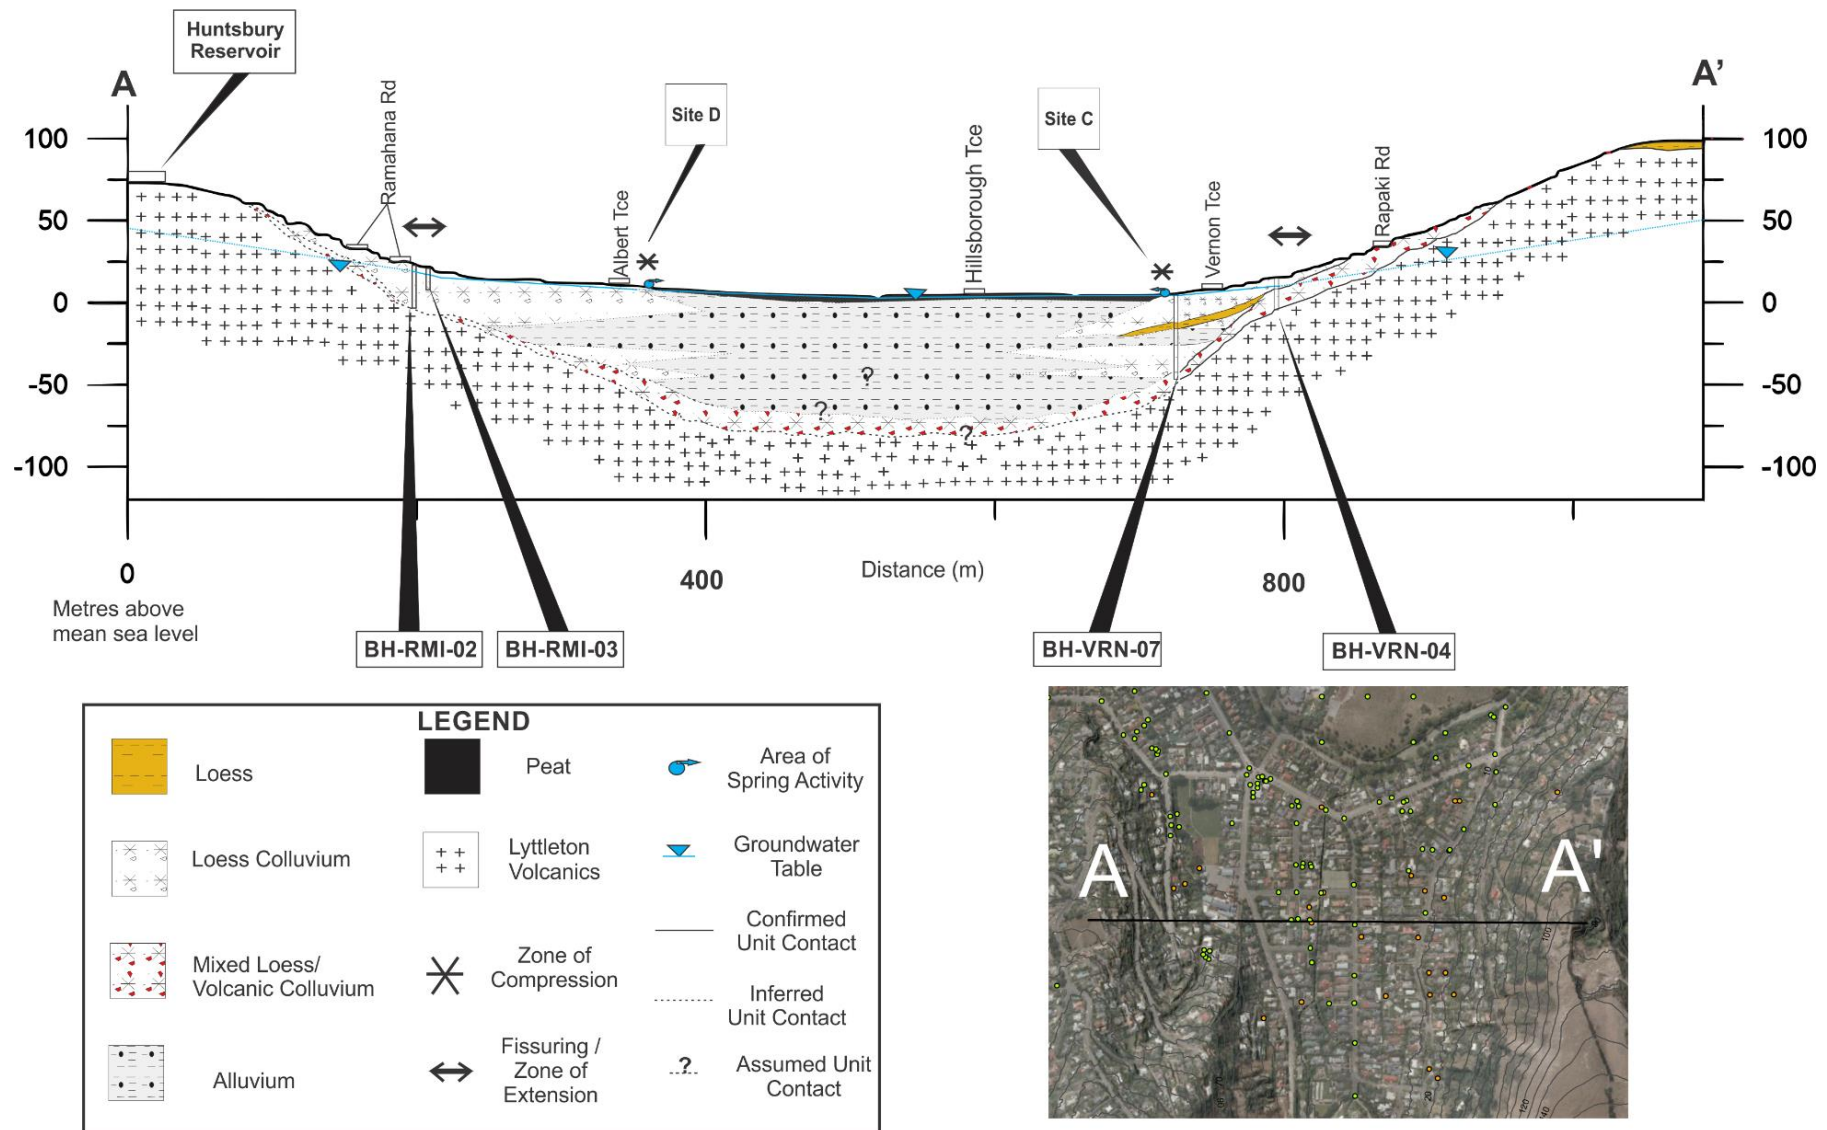 Huntsbury
Reservoir
A
A'
Ramahana Rd
Site D
Site C
Albert Tce
Hillsborough Tce
Vernon Tce
Rapaki Rd
100
50
0
-50
-100
100
50
0
-50
-100
?
?
?
0
400
800
Distance (m)
Metres above
mean sea level
BH-RMI-02
BH-RMI-03
BH-VRN-07
BH-VRN-04
LEGEND
Loess
Loess Colluvium
Mixed Loess/
Volcanic Colluvium
Alluvium
Peat
Lyttleton
Volcanics
Zone of
Compression
Fissuring /
Zone of
Extension
Area of
Spring Activity
Groundwater
Table
Confirmed
Unit Contact
Inferred
Unit Contact
?
Assumed Unit
Contact
A
A'
10
100
20
120